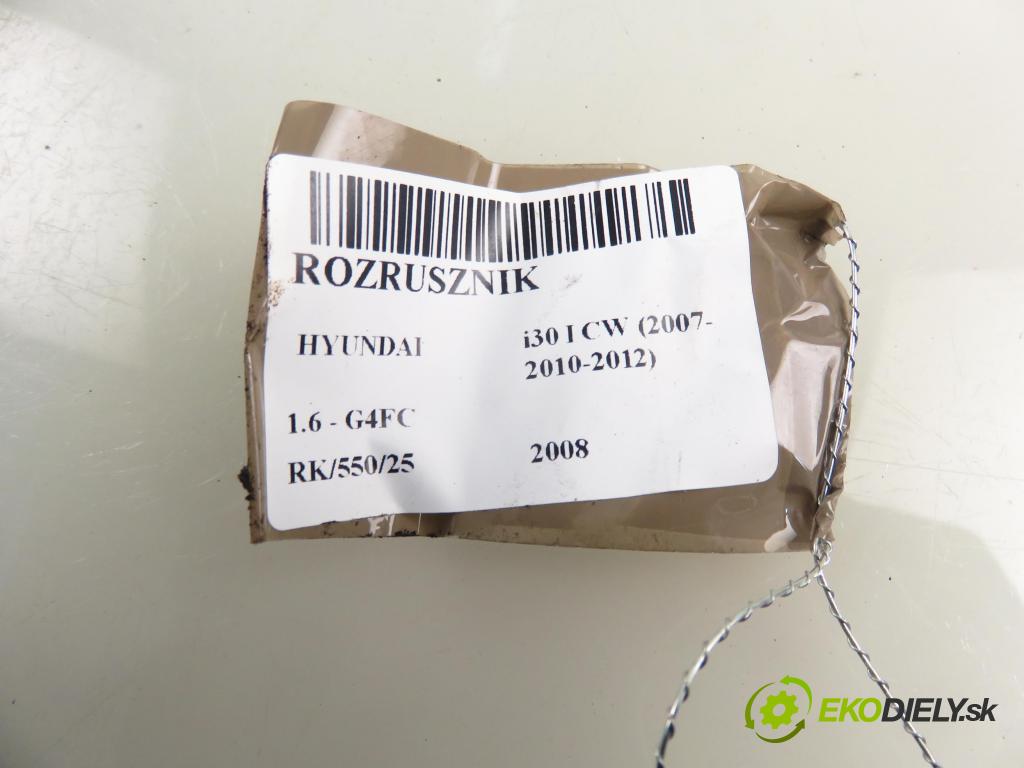 ROZRUSZNIK
HYUNDAI
i30 I CW (2007-
2010-2012)
1.6 - G4FC
RK/550/25
2008
EKODIELY.sk